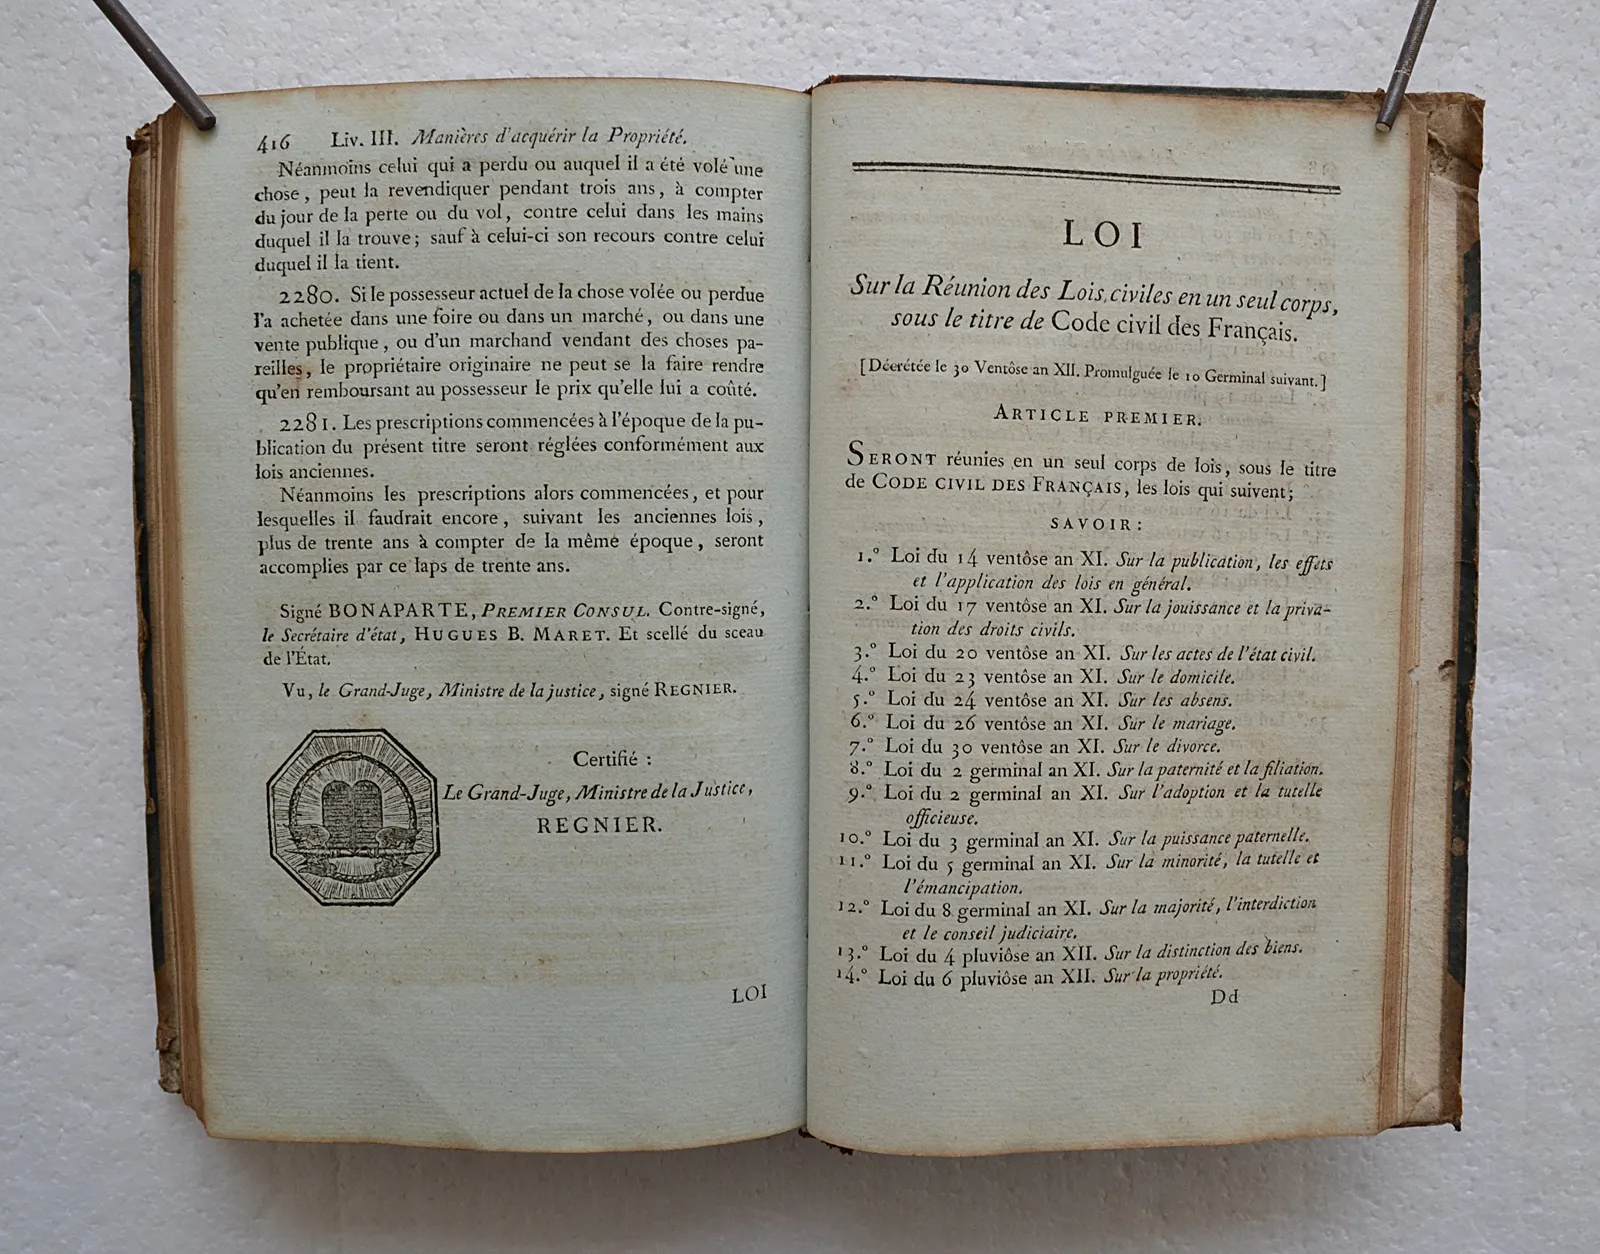 416 Liv. III. Manières d'acquérir la Propriété.
Néanmoins celui qui a perdu ou auquel il a été volé une
chose, peut la revendiquer pendant trois ans, à compter
du jour de la perte ou du vol, contre celui dans les mains
duquel il la trouve; sauf à celui-ci son recours contre celui
duquel il la tient.
2280. Si le possesseur actuel de la chose volée ou perdue
l'a achetée dans une foire ou dans un marché, ou dans une
vente publique, ou d'un marchand vendant des choses pa-
reilles, le propriétaire originaire ne peut se la faire rendre
qu'en remboursant au possesseur le prix qu'elle lui a coûté.
2281. Les prescriptions commencées à l'époque de la pu-
blication du présent titre seront réglées conformément aux
lois anciennes.
Néanmoins les prescriptions alors commencées, et pour
lesquelles il faudrait encore, suivant les anciennes lois,
plus de trente ans à compter de la même époque, seront
accomplies par ce laps de trente ans.
Signé BONAPARTE, PREMIER CONSUL. Contre-signé,
le Secrétaire d'état, HUGUES B. MARET. Et scellé du sceau
de l'État.
Vu, le Grand-Juge, Ministre de la justice, signé REGNIER.
Certifié :
Le Grand-Juge, Ministre de la Justice,
REGNIER.
LOI
LOI
Sur la Réunion des Lois civiles en un seul corps,
sous le titre de Code civil des Français.
[Décrétée le 30 Ventôse an XII. Promulguée le 10 Germinal suivant.]
ARTICLE PREMIER.
SERONT réunies en un seul corps de lois, sous le titre
de CODE CIVIL DES FRANÇAIS, les lois qui suivent;
SAVOIR:
1.° Loi du 14 ventôse an XI. Sur la publication, les effets
et l'application des lois en général.
2.° Loi du 17 ventôse an XI. Sur la jouissance et la priva-
tion des droits civils.
3.° Loi du 20 ventôse an XI. Sur les actes de l'état civil.
4.° Loi du 23 ventôse an XI. Sur le domicile.
5.° Loi du 24 ventôse an XI. Sur les absens.
6.° Loi du 26 ventôse an XI. Sur le mariage.
7.° Loi du 30 ventôse an XI. Sur le divorce.
8.° Loi du 2 germinal an XI. Sur la paternité et la filiation.
9.° Loi du 2 germinal an XI. Sur l'adoption et la tutelle
officieuse.
10.° Loi du 3 germinal an XI. Sur la puissance paternelle.
11.° Loi du 5 germinal an XI. Sur la minorité, la tutelle et
l'émancipation.
12.° Loi du 8 germinal an XI. Sur la majorité, l'interdiction
et le conseil judiciaire.
13.° Loi du 4 pluviôse an XII. Sur la distinction des biens.
14.° Loi du 6 pluviôse an XII. Sur la propriété.
Dd